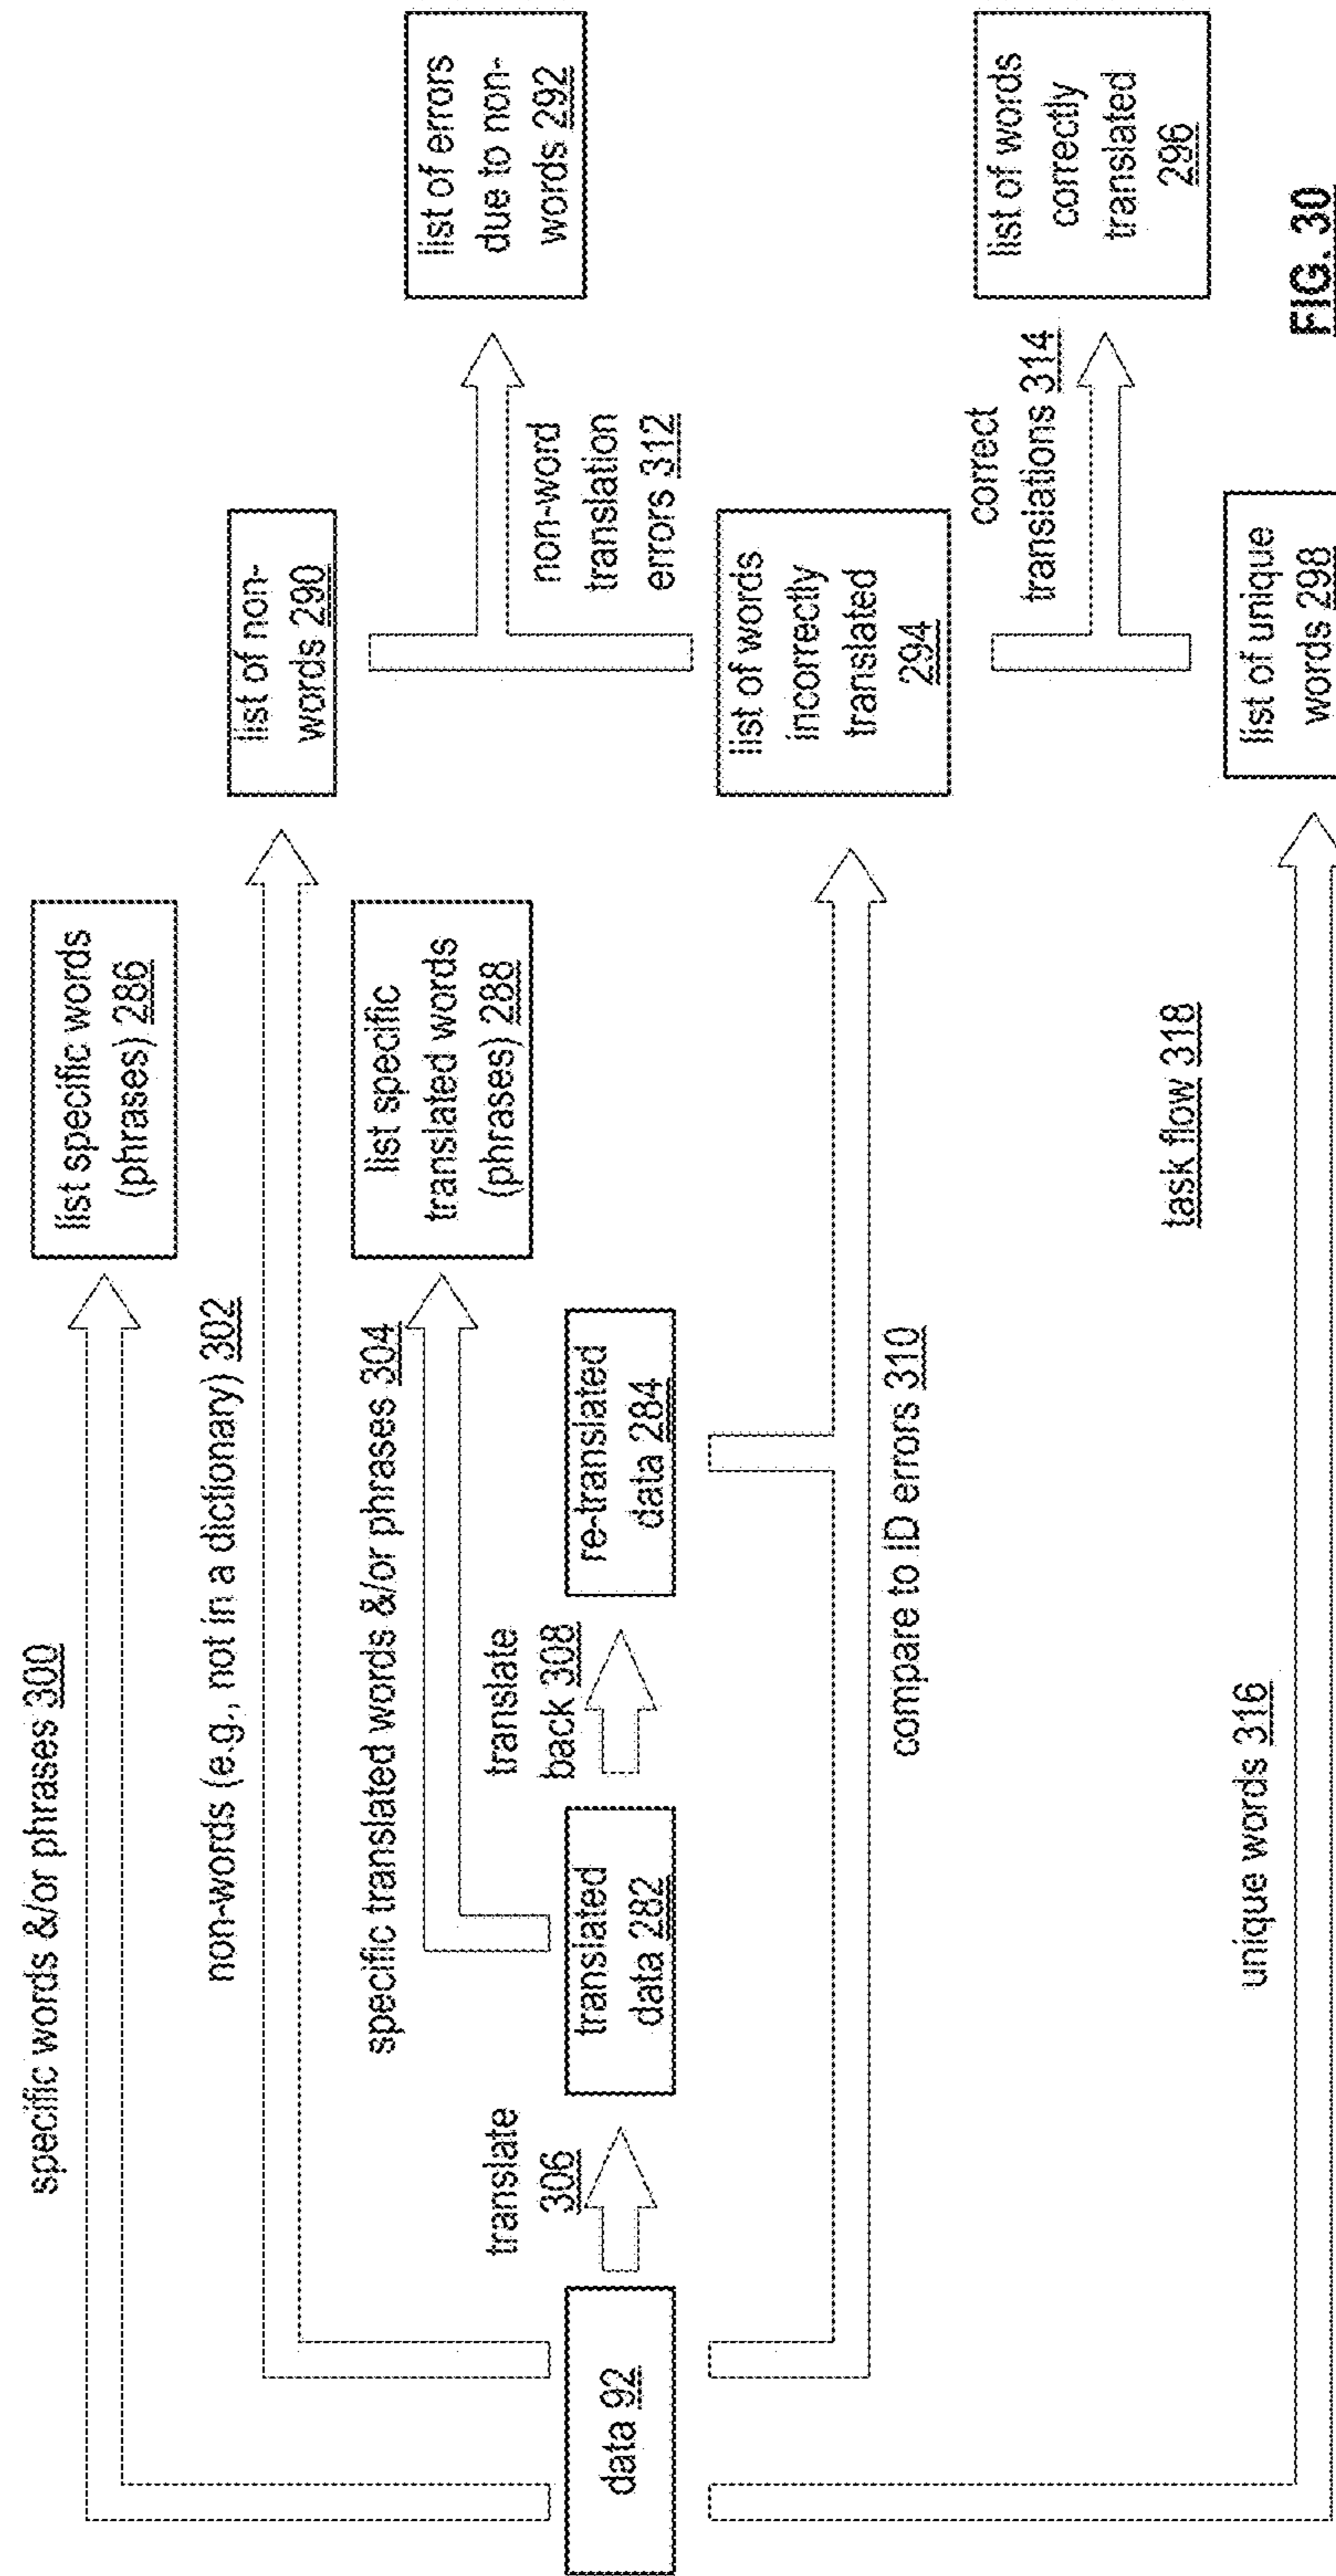 specific words &/or phrases 300
list specific words
(phrases) 286
non-words (e.g., not in a dictionary) 302
list of non-
words 290
specific translated words &/or phrases 304
list specific
translated words
(phrases) 288
list of errors
due to non-
words 292
non-word
translation
errors 312
data 92
translate
306
translated
data 282
translate
back 308
re-translated
data 284
compare to ID errors 310
list of words
incorrectly
translated
294
correct
translations 314
list of words
correctly
translated
296
unique words 316
task flow 318
list of unique
words 298
FIG. 30